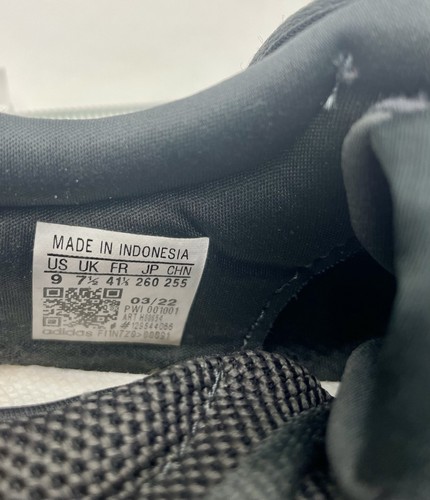 MADE IN INDONESIA
US UK FR JP CHN
9 7½ 41⅓ 260 255
03/22
PWI 001001
ART
adidas